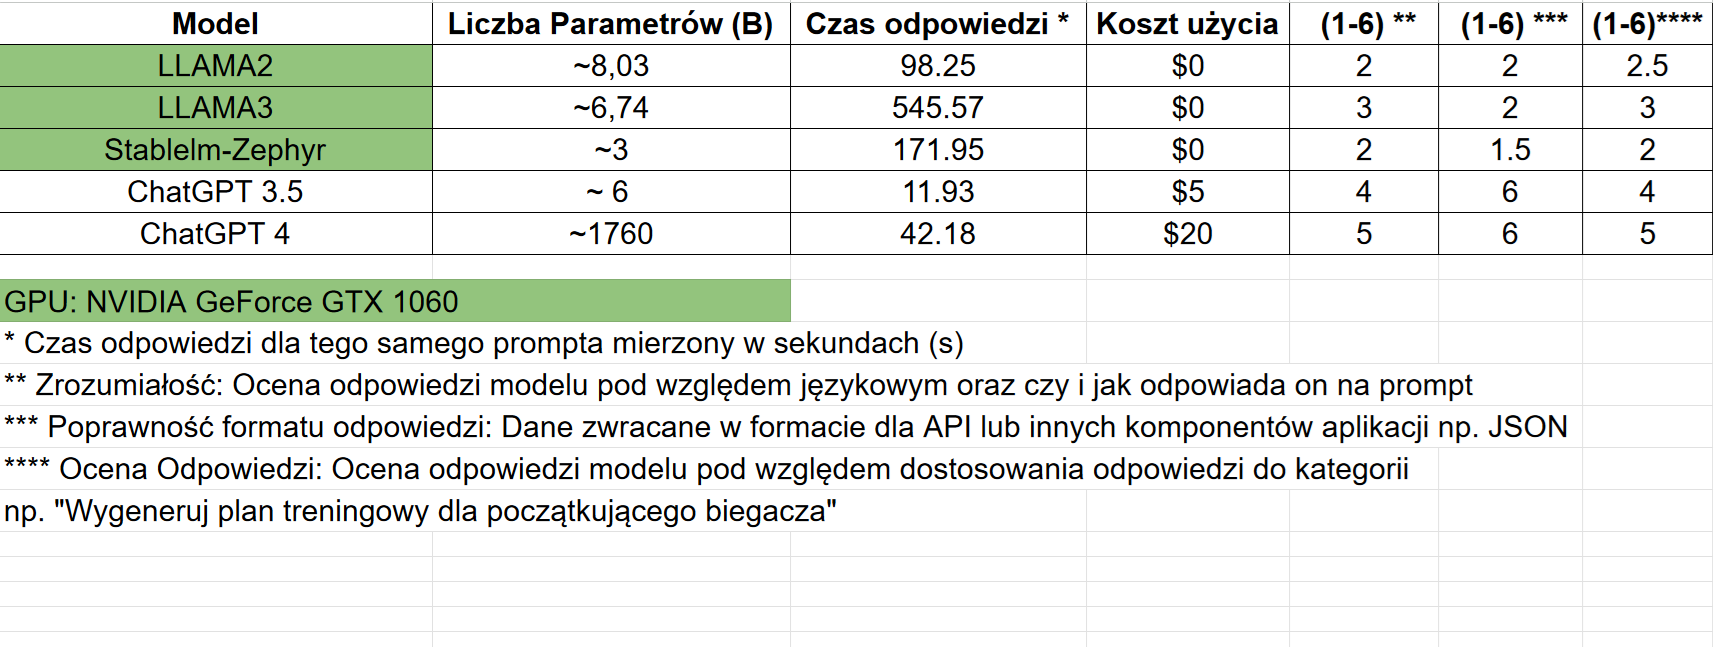 Model Liczba Parametrów (B) Czas odpowiedzi * Koszt użycia (1-6) ** (1-6) *** (1-6)****
LLAMA2 ~8,03 98.25 $0 2 2 2.5
LLAMA3 ~6,74 545.57 $0 3 2 3
Stablelm-Zephyr ~3 171.95 $0 2 1.5 2
ChatGPT 3.5 ~ 6 11.93 $5 4 6 4
ChatGPT 4 ~1760 42.18 $20 5 6 5
GPU: NVIDIA GeForce GTX 1060
* Czas odpowiedzi dla tego samego prompta mierzony w sekundach (s)
** Zrozumiałość: Ocena odpowiedzi modelu pod względem językowym oraz czy i jak odpowiada on na prompt
*** Poprawność formatu odpowiedzi: Dane zwracane w formacie dla API lub innych komponentów aplikacji np. JSON
**** Ocena Odpowiedzi: Ocena odpowiedzi modelu pod względem dostosowania odpowiedzi do kategorii
np. "Wygeneruj plan treningowy dla początkującego biegacza"